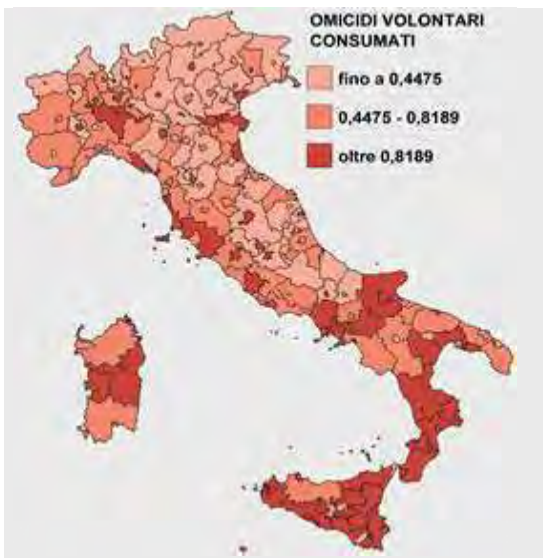 OMICIDI VOLONTARI
CONSUMATI
fino a 0,4475
0,4475 - 0,8189
oltre 0,8189